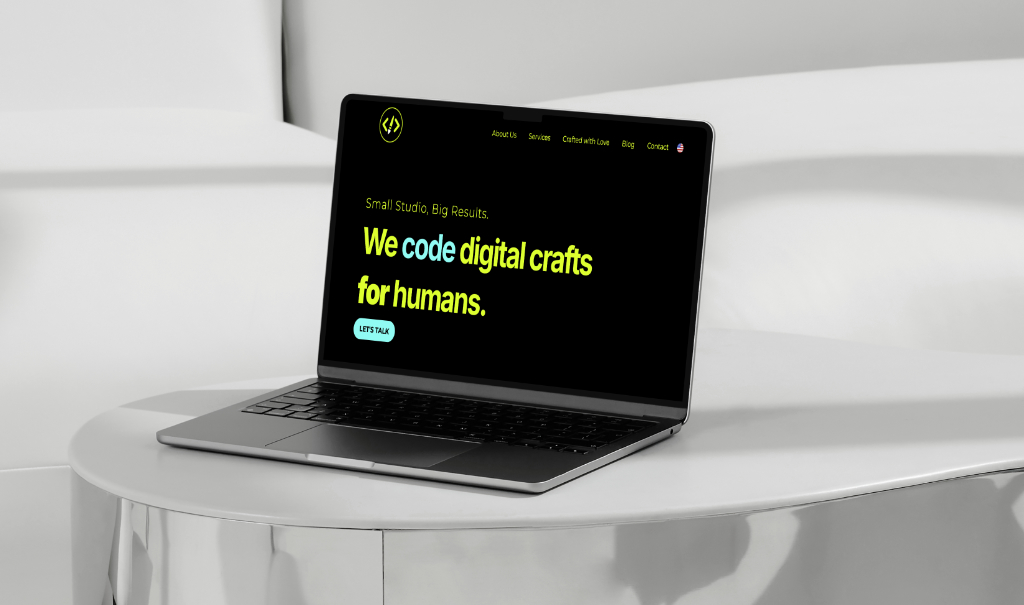 About Us Services Crafted with Love Blog Contact
Small Studio, Big Results.
We code digital crafts
for humans.
LET'S TALK